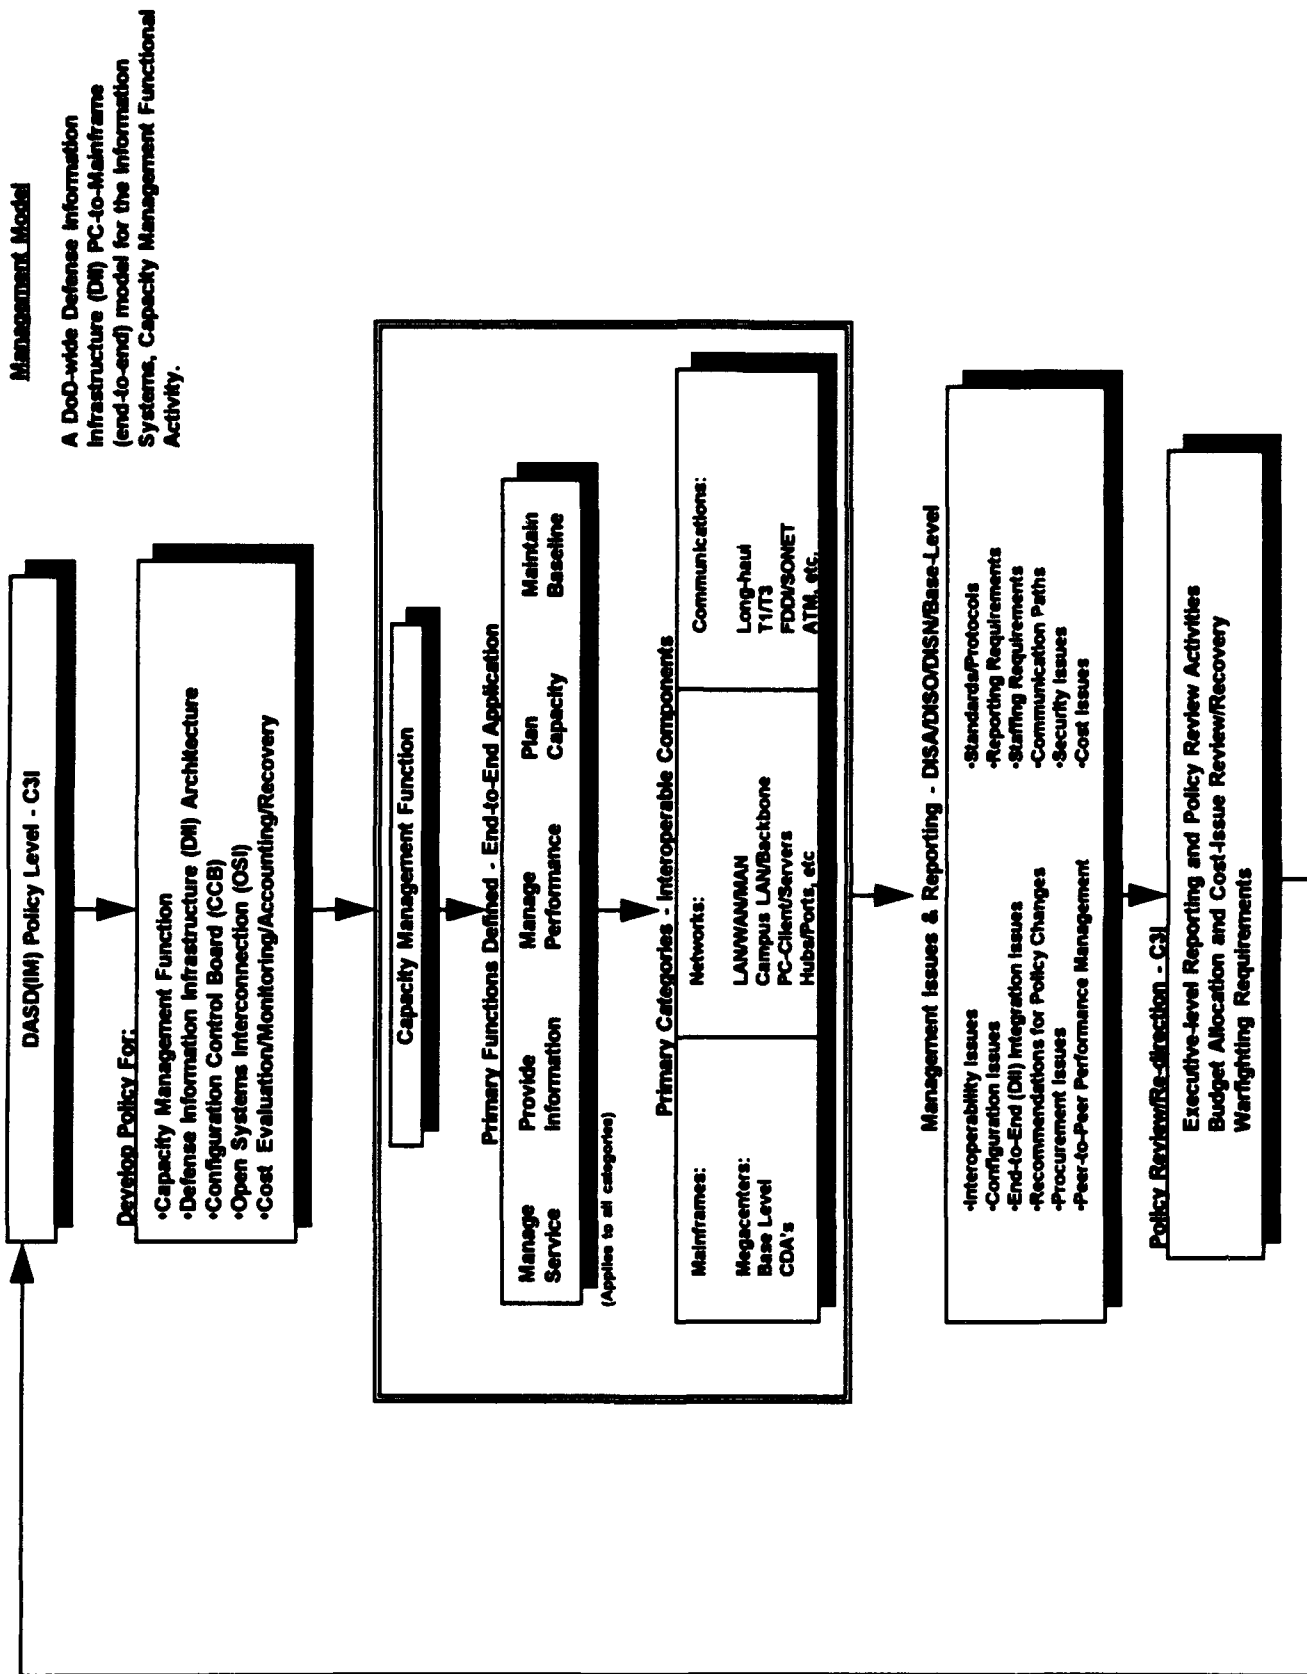 Management Model
A DoD-wide Defense Information
Infrastructure (DII) PC-to-Mainframe
(end-to-end) model for the Information
Systems, Capacity Management Functional
Activity.
DASD(IM) Policy Level - C3I
Develop Policy For:
•Capacity Management Function
•Defense Information Infrastructure (DII) Architecture
•Configuration Control Board (CCB)
•Open Systems Interconnection (OSI)
•Cost Evaluation/Monitoring/Accounting/Recovery
Capacity Management Function
Primary Functions Defined - End-to-End Application
Manage Provide Manage Plan Maintain
Service Information Performance Capacity Baseline
(Applies to all categories)
Primary Categories - Interoperable Components
Mainframes:
Megacenters:
Base Level
CDA's
Networks:
LAN/WAN/MAN
Campus LAN/Backbone
PC-Client/Servers
Hubs/Ports, etc
Communications:
Long-haul
T1/T3
FDDI/SONET
ATM, etc.
Management Issues & Reporting - DISA/DISO/DISN/Base-Level
•Interoperability Issues
•Configuration Issues
•End-to-End (DII) Integration Issues
•Recommendations for Policy Changes
•Procurement Issues
•Peer-to-Peer Performance Management
•Standards/Protocols
•Reporting Requirements
•Staffing Requirements
•Communication Paths
•Security Issues
•Cost Issues
Policy Review/Re-direction - C3I
Executive-level Reporting and Policy Review Activities
Budget Allocation and Cost-Issue Review/Recovery
Warfighting Requirements